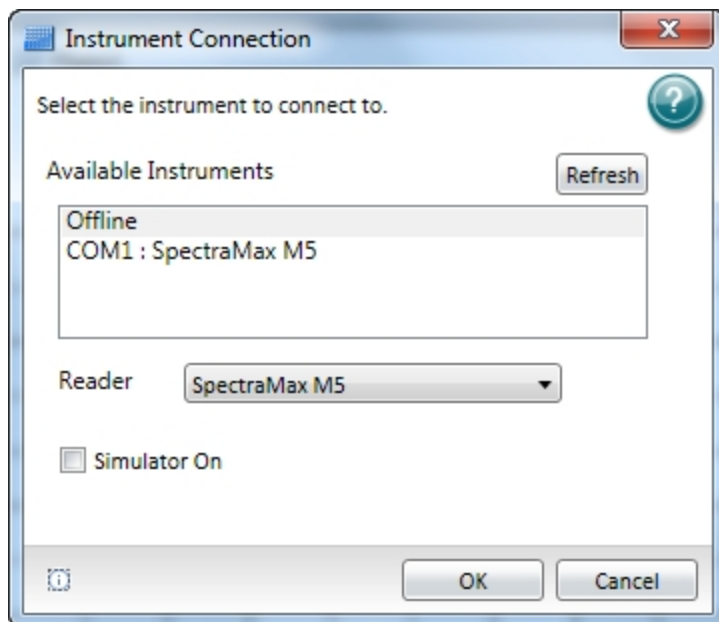 Instrument Connection
Select the instrument to connect to.
Available Instruments
Refresh
Offline
COM1 : SpectraMax M5
Reader
SpectraMax M5
Simulator On
OK
Cancel